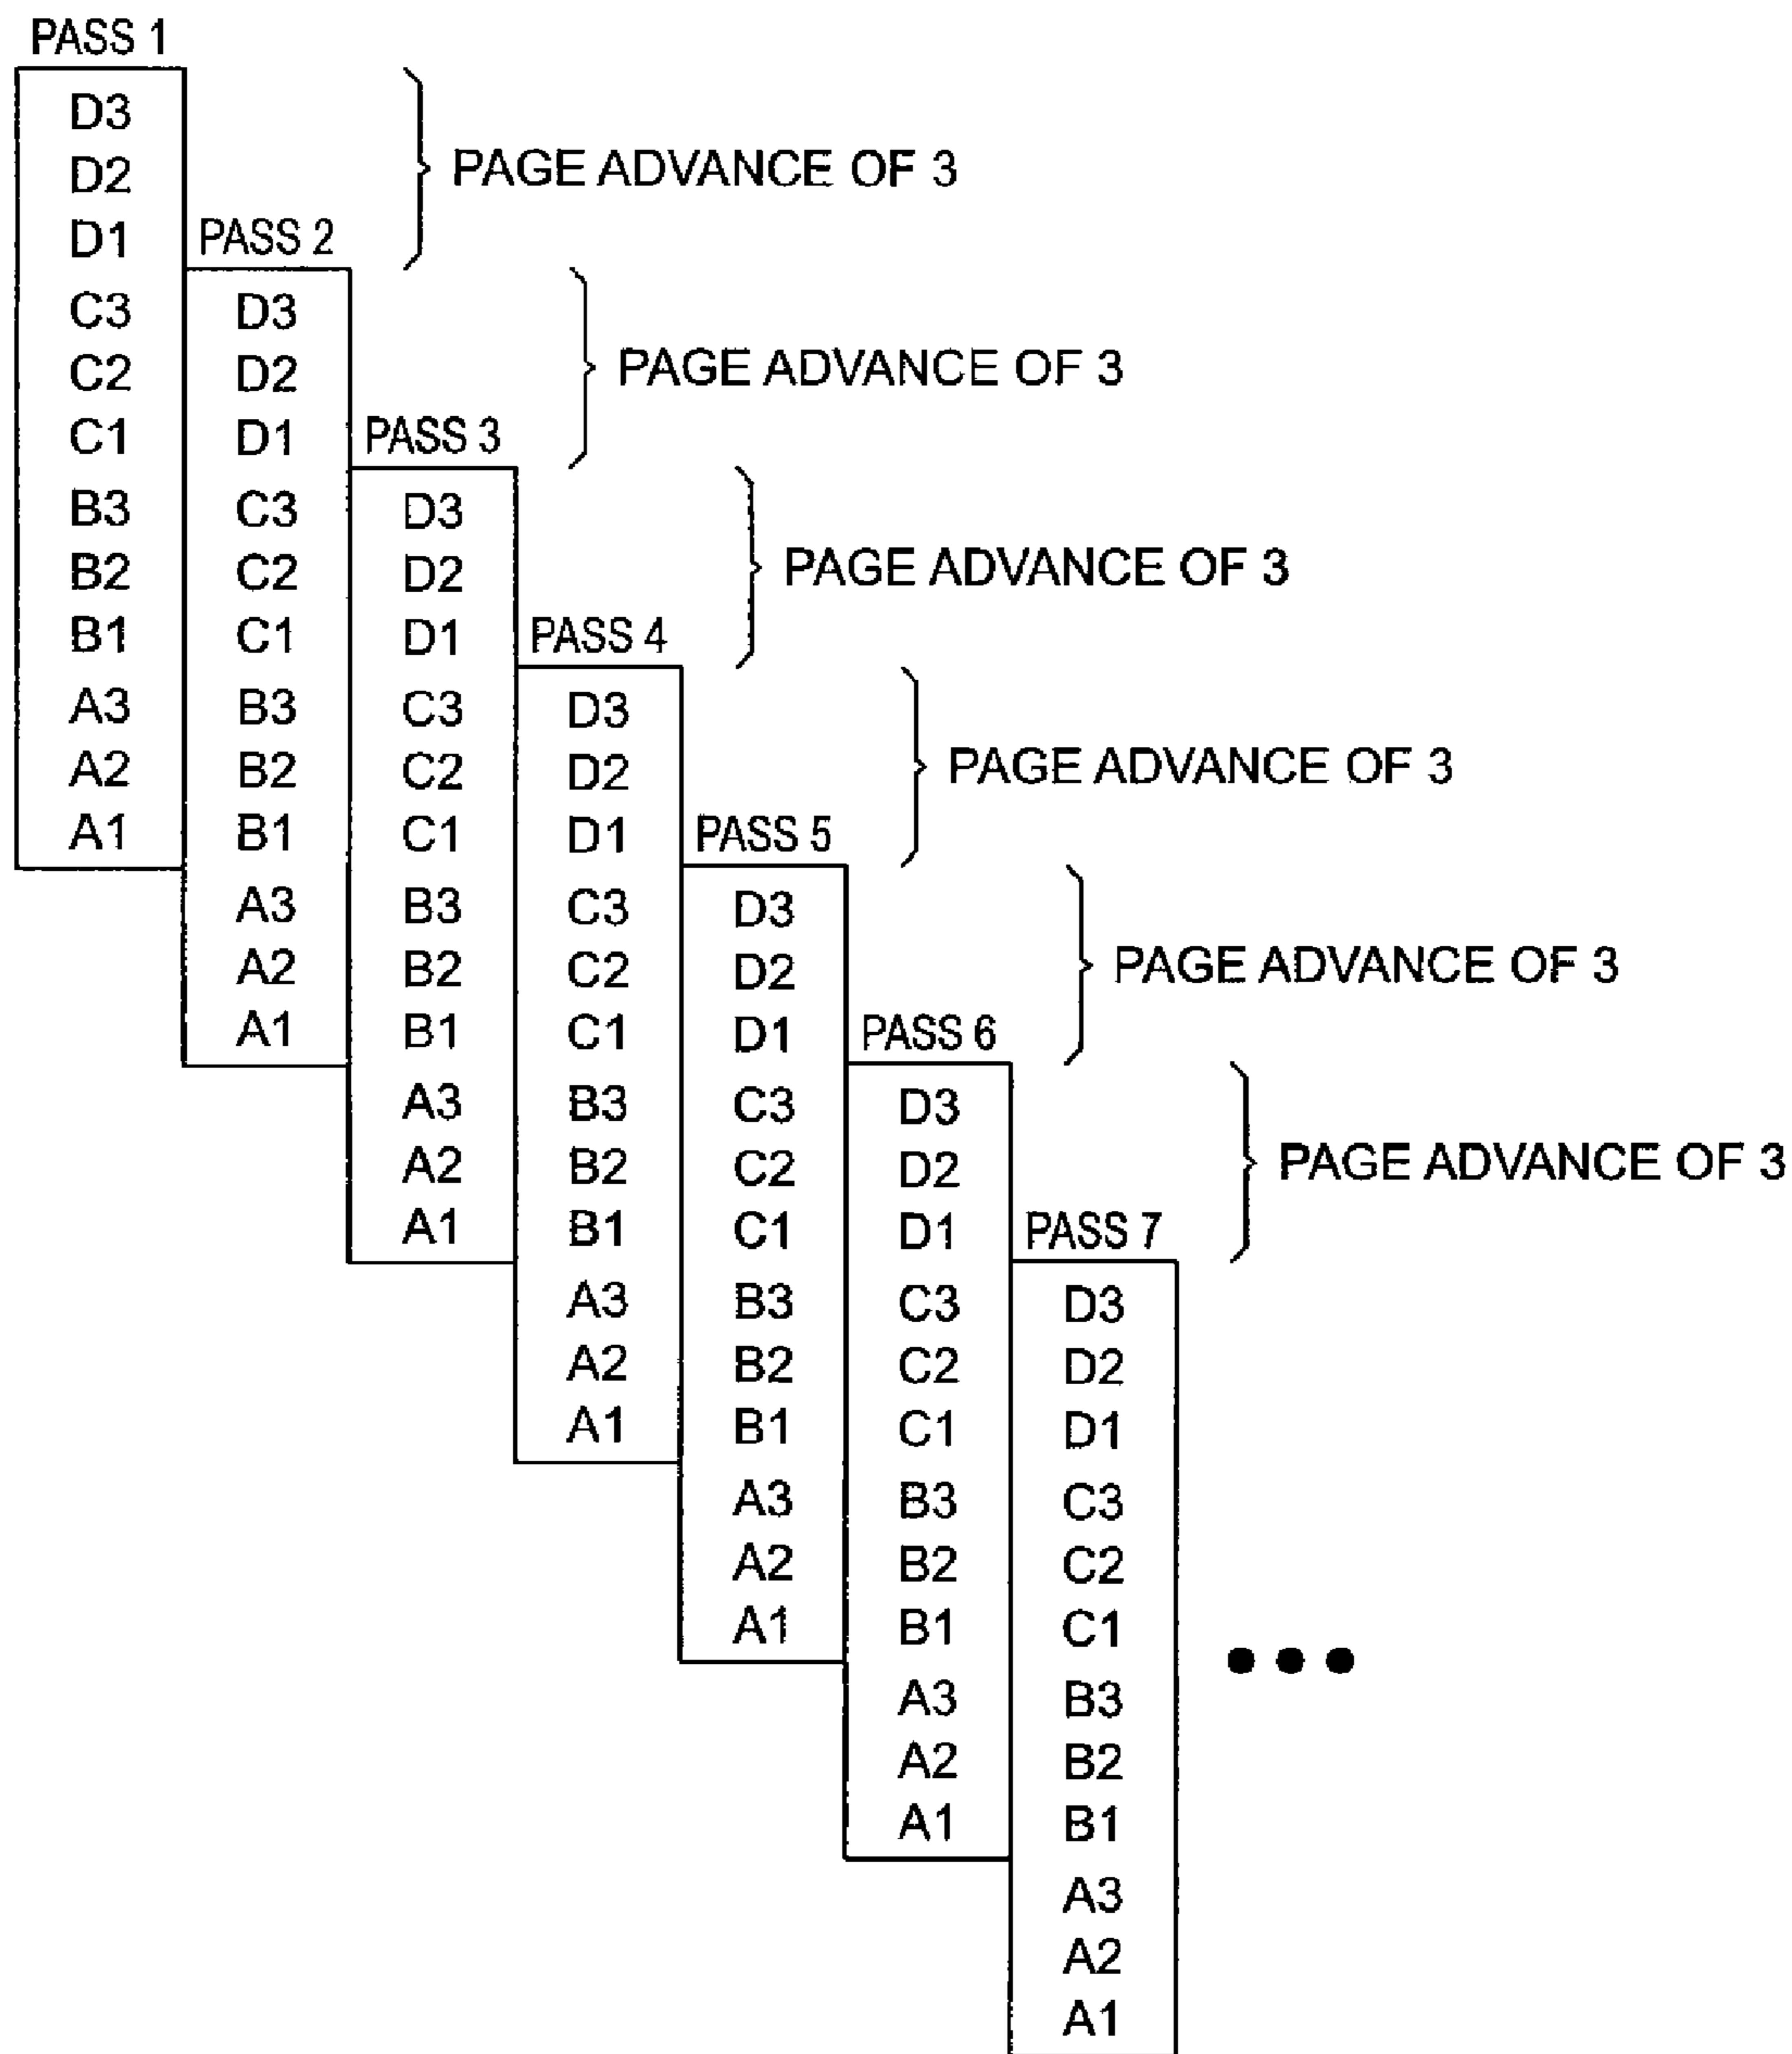 PASS 1
D3
D2
D1
C3
C2
C1
B3
B2
B1
A3
A2
A1
PAGE ADVANCE OF 3
PASS 2
D3
D2
D1
C3
C2
C1
B3
B2
B1
A3
A2
A1
PAGE ADVANCE OF 3
PASS 3
D3
D2
D1
C3
C2
C1
B3
B2
B1
A3
A2
A1
PAGE ADVANCE OF 3
PASS 4
D3
D2
D1
C3
C2
C1
B3
B2
B1
A3
A2
A1
PAGE ADVANCE OF 3
PASS 5
D3
D2
D1
C3
C2
C1
B3
B2
B1
A3
A2
A1
PAGE ADVANCE OF 3
PASS 6
D3
D2
D1
C3
C2
C1
B3
B2
B1
A3
A2
A1
PAGE ADVANCE OF 3
PASS 7
D3
D2
D1
C3
C2
C1
B3
B2
B1
A3
A2
A1